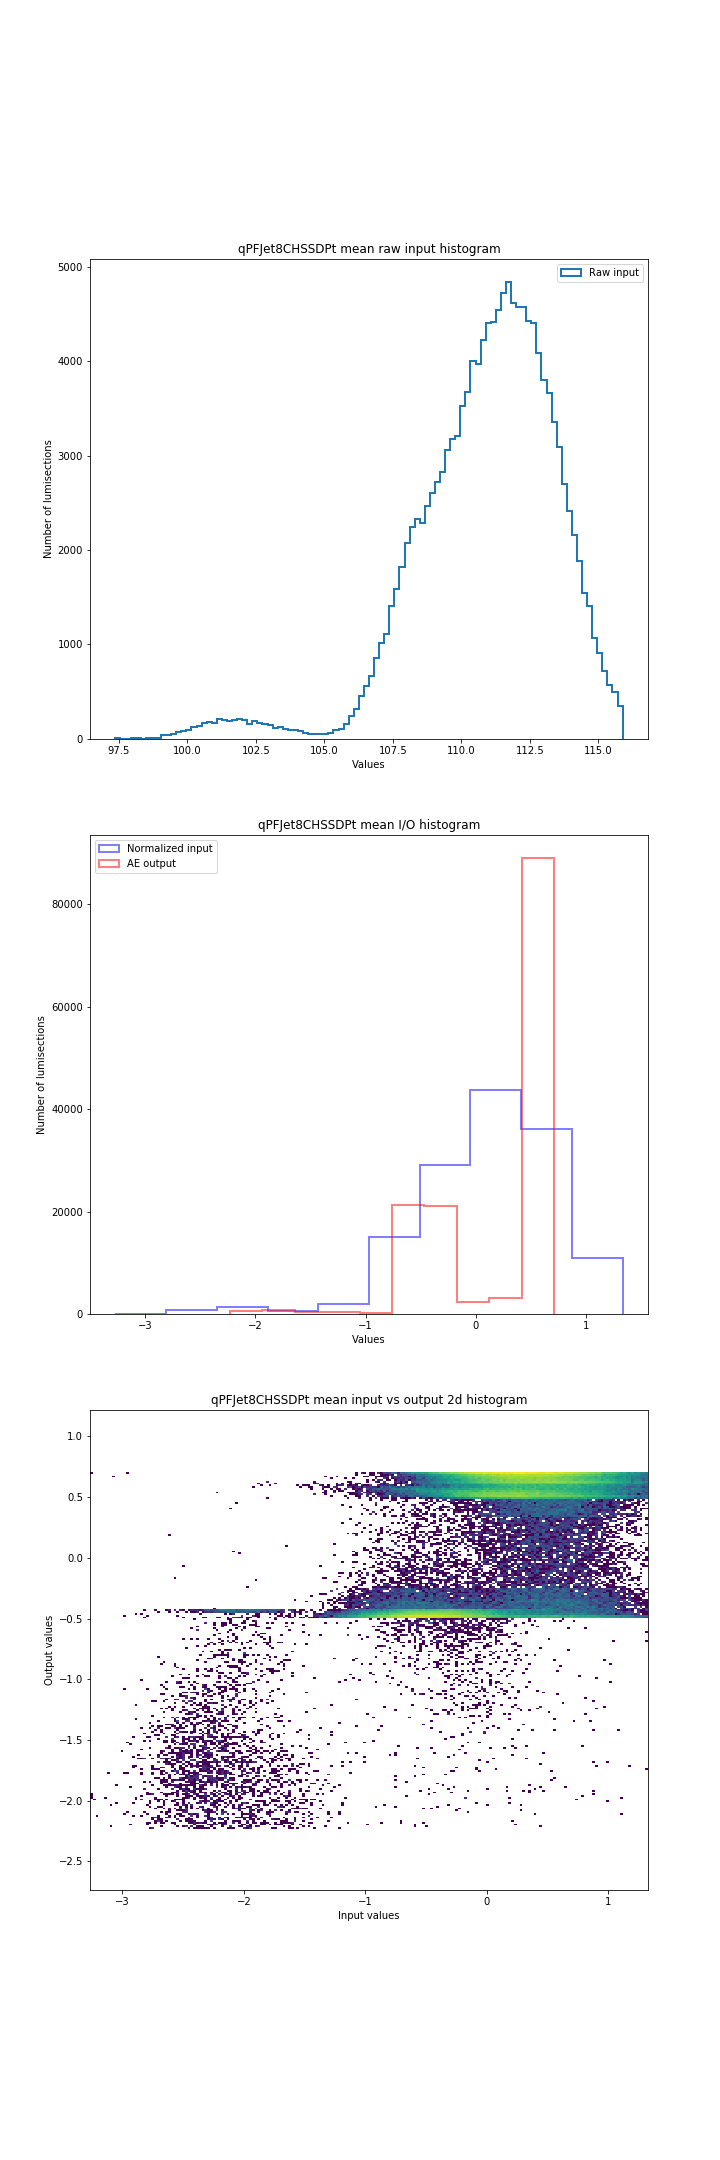 qPFJet8CHSSDPt mean raw input histogram
Raw input
5000
4000
3000
2000
1000
0
Number of lumisections
97.5 100.0 102.5 105.0 107.5 110.0 112.5 115.0
Values
qPFJet8CHSSDPt mean I/O histogram
Normalized input
AE output
80000
60000
40000
20000
0
Number of lumisections
−3 −2 −1 0 1
Values
qPFJet8CHSSDPt mean input vs output 2d histogram
1.0
0.5
0.0
−0.5
−1.0
−1.5
−2.0
−2.5
Output values
−3 −2 −1 0 1
Input values